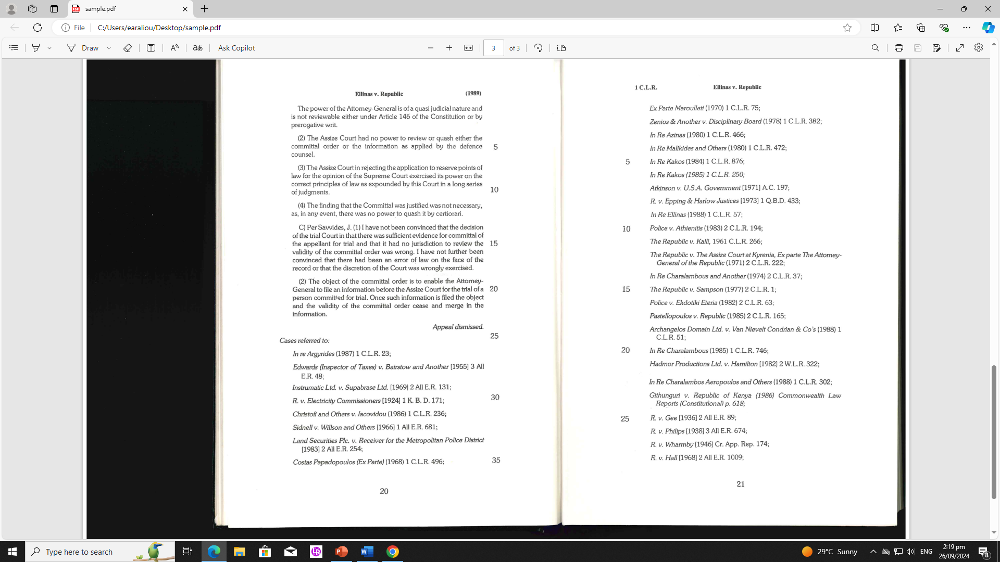 sample.pdf
File
C:/Users/earaliou/Desktop/sample.pdf
Draw
Ask Copilot
3 of 3
Ellinas v. Republic (1989)
The power of the Attorney-General is of a quasi judicial nature and
is not reviewable either under Article 146 of the Constitution or by
prerogative writ.
(2) The Assize Court had no power to review or quash either the
committal order or the information as applied by the defence 5
counsel.
(3) The Assize Court in rejecting the application to reserve points of
law for the opinion of the Supreme Court exercised its power on the
correct principles of law as expounded by this Court in a long series
of judgments. 10
(4) The finding that the Committal was justified was not necessary,
as, in any event, there was no power to quash it by certiorari.
C) Per Savvides, J. (1) I have not been convinced that the decision
of the trial Court in that there was sufficient evidence for committal of
the appellant for trial and that it had no jurisdiction to review the 15
validity of the committal order was wrong. I have not further been
convinced that there had been an error of law on the face of the
record or that the discretion of the Court was wrongly exercised.
(2) The object of the committal order is to enable the Attorney-
General to file an information before the Assize Court for the trial of a 20
person committed for trial. Once such information is filed the object
and the validity of the committal order cease and merge in the
information.
Appeal dismissed.
25
Cases referred to:
In re Argyrides (1987) 1 C.L.R. 23;
Edwards (Inspector of Taxes) v. Bairstow and Another [1955] 3 All
E.R. 48;
Instrumatic Ltd. v. Supabrase Ltd. [1969] 2 All E.R. 131;
R. v. Electricity Commissioners [1924] 1 K. B. D. 171; 30
Christofi and Others v. Iacovidou (1986) 1 C.L.R. 236;
Sidnell v. Willson and Others [1966] 1 All E.R. 681;
Land Securities Plc. v. Receiver for the Metropolitan Police District
[1983] 2 All E.R. 254;
Costas Papadopoulos (Ex Parte) (1968) 1 C.L.R. 496; 35
20
1 C.L.R. Ellinas v. Republic
Ex Parte Maroulleti (1970) 1 C.L.R. 75;
Zenios & Another v. Disciplinary Board (1978) 1 C.L.R. 382;
In Re Azinas (1980) 1 C.L.R. 466;
In Re Malikides and Others (1980) 1 C.L.R. 472;
5 In Re Kakos (1984) 1 C.L.R. 876;
In Re Kakos (1985) 1 C.L.R. 250;
Atkinson v. U.S.A. Government [1971] A.C. 197;
R. v. Epping & Harlow Justices [1973] 1 Q.B.D. 433;
In Re Ellinas (1988) 1 C.L.R. 57;
10 Police v. Athienitis (1983) 2 C.L.R. 194;
The Republic v. Kalli, 1961 C.L.R. 266;
The Republic v. The Assize Court at Kyrenia, Ex parte The Attorney-
General of the Republic (1971) 2 C.L.R. 222;
In Re Charalambous and Another (1974) 2 C.L.R. 37;
15 The Republic v. Sampson (1977) 2 C.L.R. 1;
Police v. Ekdotiki Eteria (1982) 2 C.L.R. 63;
Pastellopoulos v. Republic (1985) 2 C.L.R. 165;
Archangelos Domain Ltd. v. Van Nievelt Condrian & Co's (1988) 1
C.L.R. 51;
20 In Re Charalambous (1985) 1 C.L.R. 746;
Hadmor Productions Ltd. v. Hamilton [1982] 2 W.L.R. 322;
In Re Charalambos Aeropoulos and Others (1988) 1 C.L.R. 302;
Githunguri v. Republic of Kenya (1986) Commonwealth Law
Reports (Constitutional) p. 618;
25 R. v. Gee [1936] 2 All E.R. 89;
R. v. Philips [1938] 3 All E.R. 674;
R. v. Wharmby [1946] Cr. App. Rep. 174;
R. v. Hall [1968] 2 All E.R. 1009;
21
Type here to search
29°C Sunny
ENG
2:19 pm
26/09/2024
8